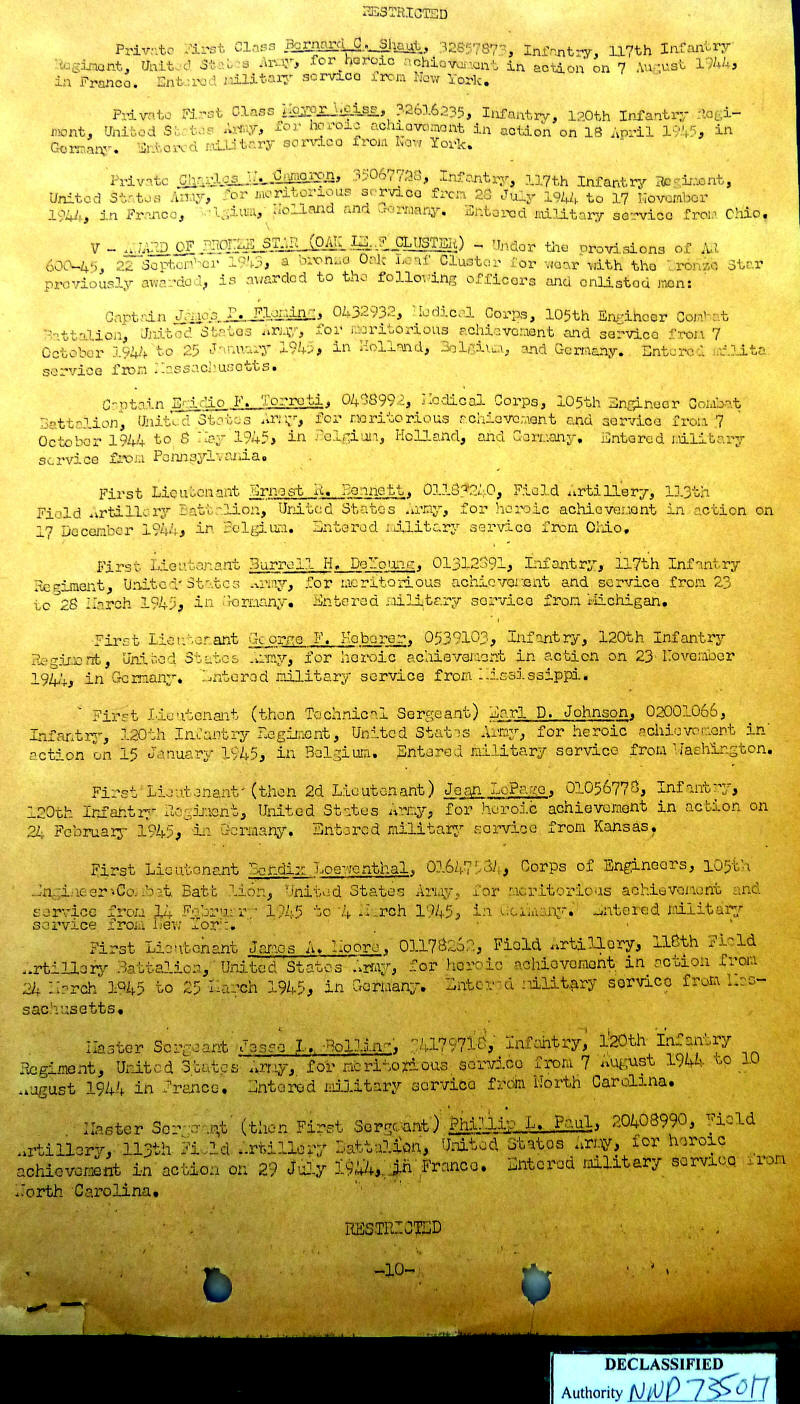 RESTRICTED
Private First Class Bernard C. Shaut, 32857873, Infantry, 117th Infantry
Regiment, United States Army, for heroic achievement in action on 7 August 1944,
in France. Entered military service from New York.
Private First Class Meyer Weiss, 32616235, Infantry, 120th Infantry Regi-
ment, United States Army, for heroic achievement in action on 18 April 1945, in
Germany. Entered military service from New York.
Private Charles W. Cameron, 35067728, Infantry, 117th Infantry Regiment,
United States Army, for meritorious service from 28 July 1944 to 17 November
1944, in France, Belgium, Holland and Germany. Entered military service from Ohio.
V - AWARD OF BRONZE STAR (OAK LEAF CLUSTER) - Under the provisions of AR
600-45, 22 September 1943, a bronze Oak Leaf Cluster for wear with the Bronze Star
previously awarded, is awarded to the following officers and enlisted men:
Captain James P. Fleming, 0432932, Medical Corps, 105th Engineer Combat
Battalion, United States Army, for meritorious achievement and service from 7
October 1944 to 25 January 1945, in Holland, Belgium, and Germany. Entered milita
service from Massachusetts.
Captain Egidio F. Torreti, 0488992, Medical Corps, 105th Engineer Combat
Battalion, United States Army, for meritorious achievement and service from 7
October 1944 to 8 May 1945, in Belgium, Holland, and Germany. Entered military
service from Pennsylvania.
First Lieutenant Ernest R. Bennett, Field Artillery, 113th
Field Artillery Battalion, United States Army, for heroic achievement in action on
17 December 1944, in Belgium. Entered military service from Ohio.
First Lieutenant Burrell H. DeYoung, 01312891, Infantry, 117th Infantry
Regiment, United States Army, for meritorious achievement and service from 23
to 28 March 1945, in Germany. Entered military service from Michigan.
First Lieutenant George F. Heberer, 0539103, Infantry, 120th Infantry
Regiment, United States Army, for heroic achievement in action on 23 November
1944, in Germany. Entered military service from Mississippi.
First Lieutenant (then Technical Sergeant) Earl D. Johnson, 02001066,
Infantry, 120th Infantry Regiment, United States Army, for heroic achievement in
action on 15 January 1945, in Belgium. Entered military service from Washington.
First Lieutenant (then 2d Lieutenant) Jean LePage, 01056778, Infantry,
120th Infantry Regiment, United States Army, for heroic achievement in action on
24 February 1945, in Germany. Entered military service from Kansas.
First Lieutenant Bendix Loewenthal, Corps of Engineers, 105th
Engineer Combat Battalion, United States Army, for meritorious achievement and
service from 14 February 1945 to 4 March 1945, in Germany. Entered military
service from New York.
First Lieutenant James A. Moore, 01178262, Field Artillery, 118th Field
Artillery Battalion, United States Army, for heroic achievement in action from
24 March 1945 to 25 March 1945, in Germany. Entered military service from Mas-
sachusetts.
Master Sergeant Jesse L. Bolling, 34179718, Infantry, 120th Infantry
Regiment, United States Army, for meritorious service from 7 August 1944 to 10
August 1944 in France. Entered military service from North Carolina.
Master Sergeant (then First Sergeant) Phillip L. Paul, 20408990, Field
Artillery, 113th Field Artillery Battalion, United States Army, for heroic
achievement in action on 29 July 1944, in France. Entered military service from
North Carolina.
RESTRICTED
-10-
DECLASSIFIED
Authority NND 735017